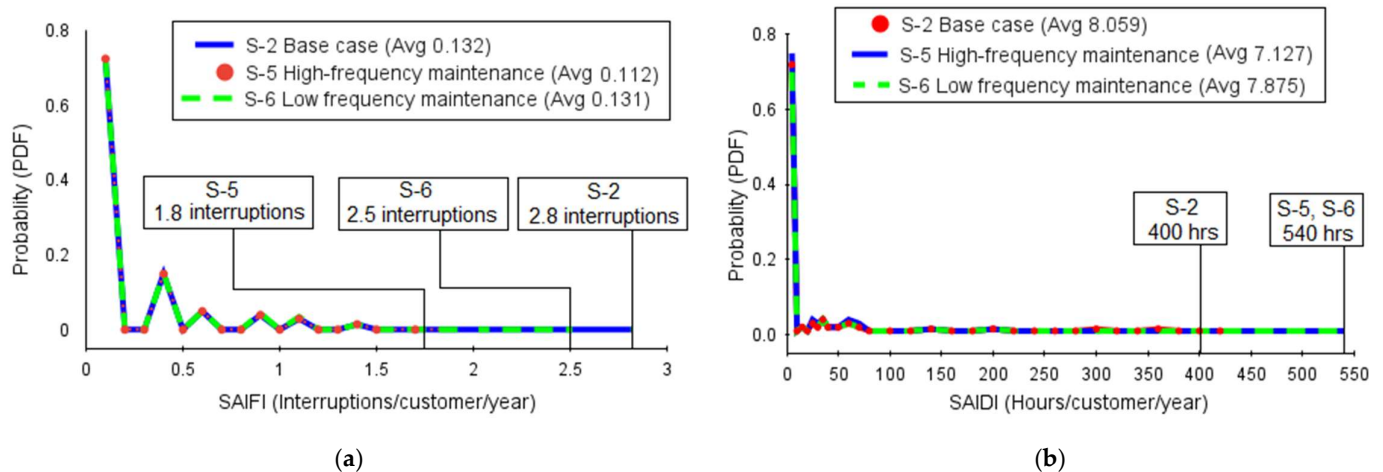 S-2 Base case (Avg 0.132)
S-5 High-frequency maintenance (Avg 0.112)
S-6 Low frequency maintenance (Avg 0.131)
S-5
1.8 interruptions
S-6
2.5 interruptions
S-2
2.8 interruptions
Probablity (PDF)
0.8
0.6
0.4
0.2
0
0 0.5 1 1.5 2 2.5 3
SAIFI (Interruptions/customer/year)
(a)
S-2 Base case (Avg 8.059)
S-5 High-frequency maintenance (Avg 7.127)
S-6 Low frequency maintenance (Avg 7.875)
S-2
400 hrs
S-5, S-6
540 hrs
Probablity (PDF)
0.8
0.6
0.4
0.2
0.0
0 50 100 150 200 250 300 350 400 450 500 550
SAIDI (Hours/customer/year)
(b)